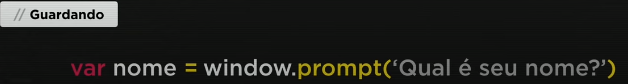 // Guardando
var nome = window.prompt(‘Qual é seu nome?’)